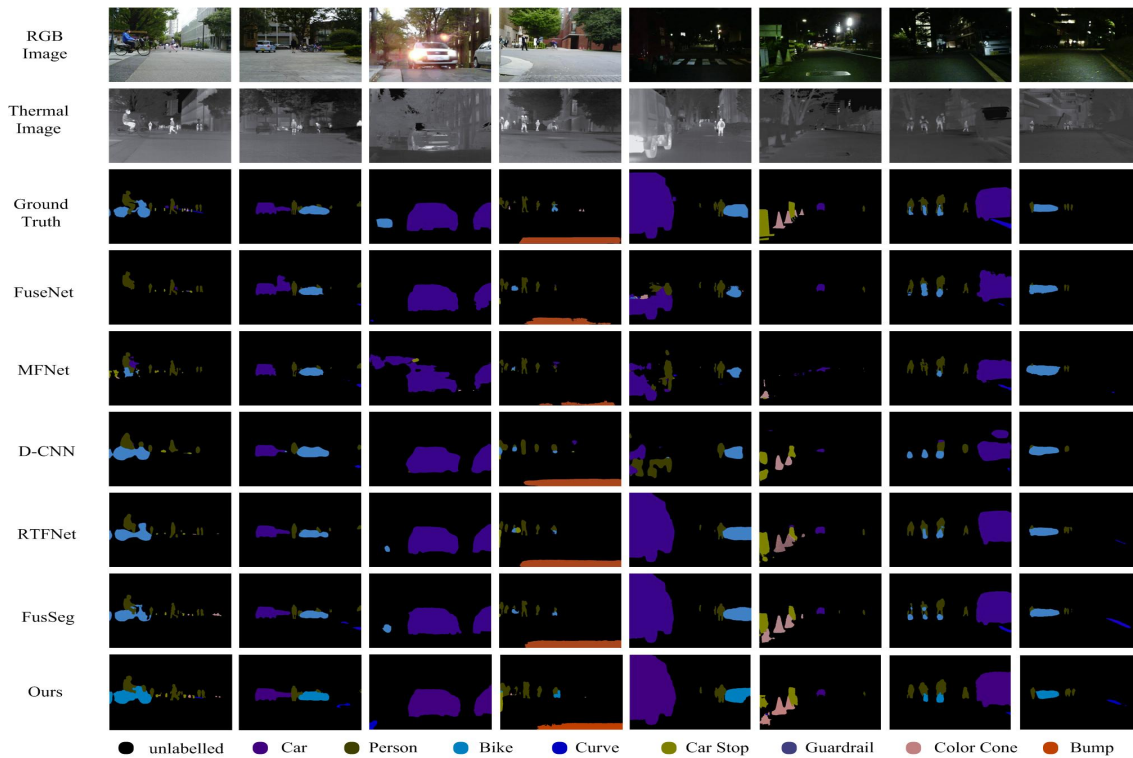 RGB
Image
Thermal
Image
Ground
Truth
FuseNet
MFNet
D-CNN
RTFNet
FusSeg
Ours
unlabelled Car Person Bike Curve Car Stop Guardrail Color Cone Bump